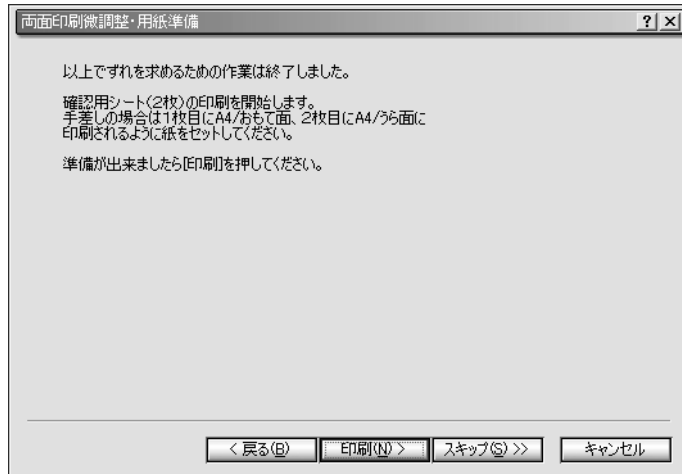 両面印刷微調整・用紙準備
以上でずれを求めるための作業は終了しました。
確認用シート(2枚)の印刷を開始します。
手差しの場合は1枚目にA4/おもて面、2枚目にA4/うら面に
印刷されるように紙をセットしてください。
準備が出来ましたら[印刷]を押してください。
< 戻る(B) 印刷(N) > スキップ(S) >> キャンセル